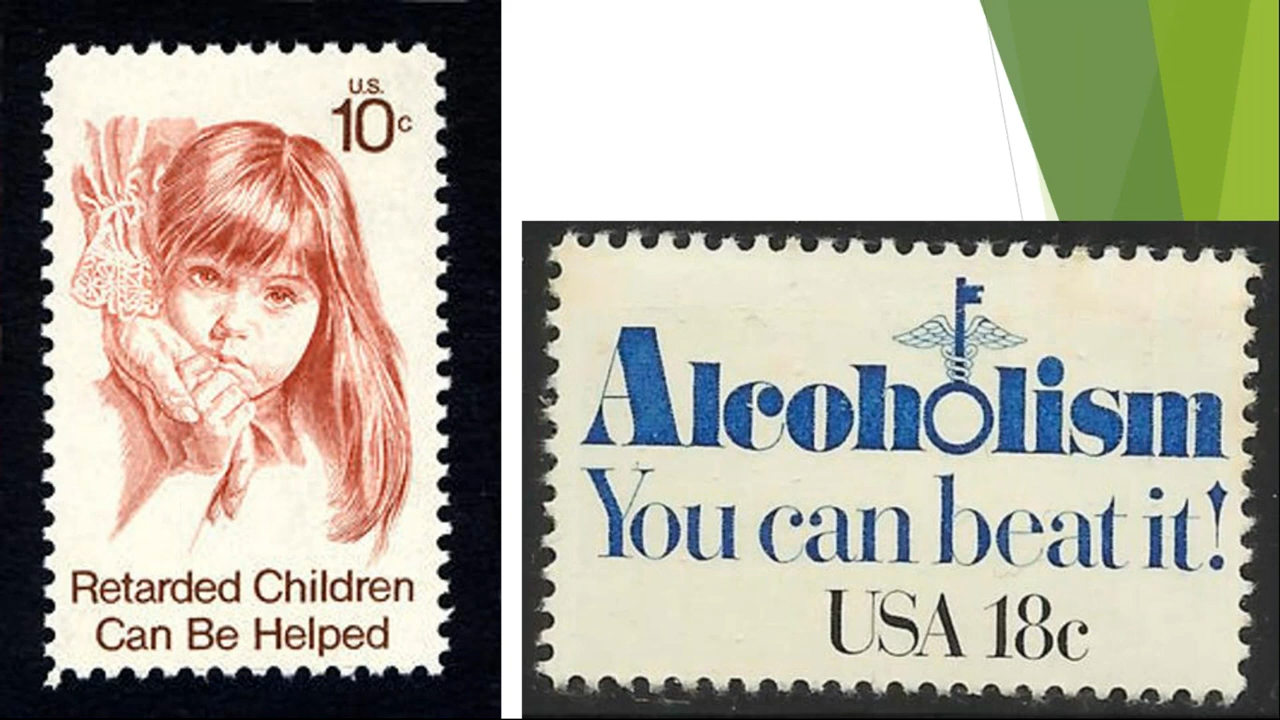 U.S.
10c
Retarded Children
Can Be Helped
Alcoholism
You can beat it!
USA 18c